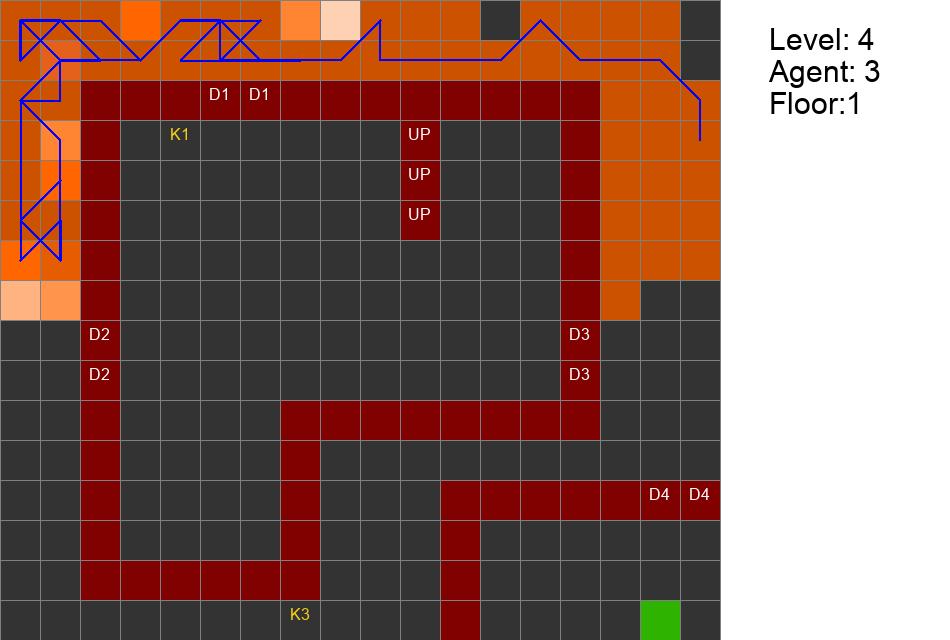 Level: 4
Agent: 3
Floor:1
D1 D1
K1 UP
UP
UP
D2 D3
D2 D3
D4 D4
K3